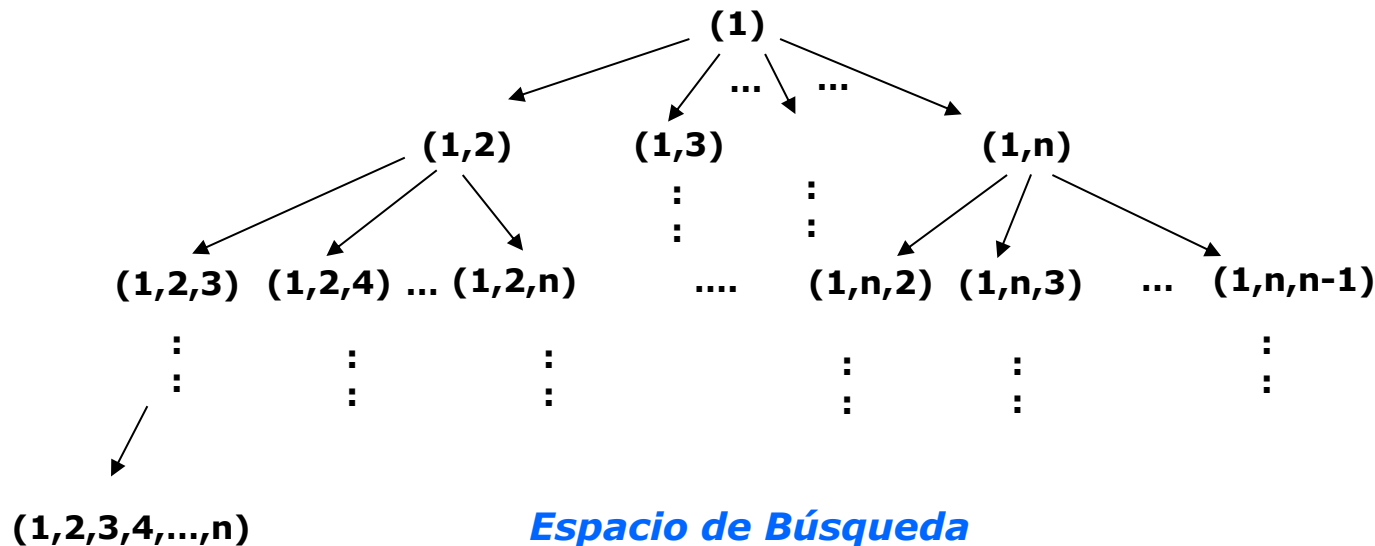 (1)
... ...
(1,2) (1,3) (1,n)
: :
: :
(1,2,3) (1,2,4) ... (1,2,n) .... (1,n,2) (1,n,3) ... (1,n,n-1)
: : : : : :
: : : : : :
(1,2,3,4,...,n) Espacio de Búsqueda